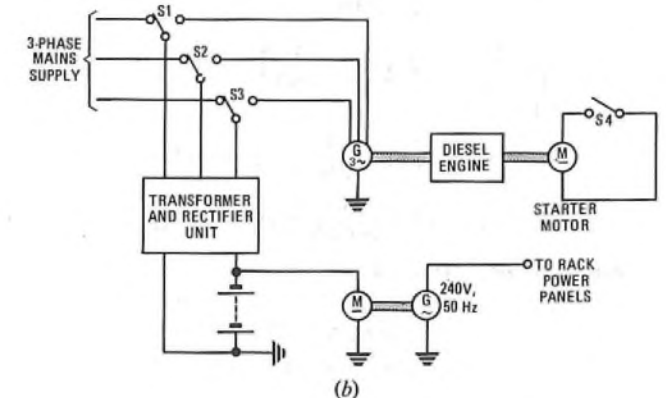 S1
3-PHASE
MAINS
SUPPLY
S2
S3
G
3~
DIESEL
ENGINE
M
S4
STARTER
MOTOR
TRANSFORMER
AND RECTIFIER
UNIT
M
G
~
240V,
50 Hz
TO RACK
POWER
PANELS
(b)